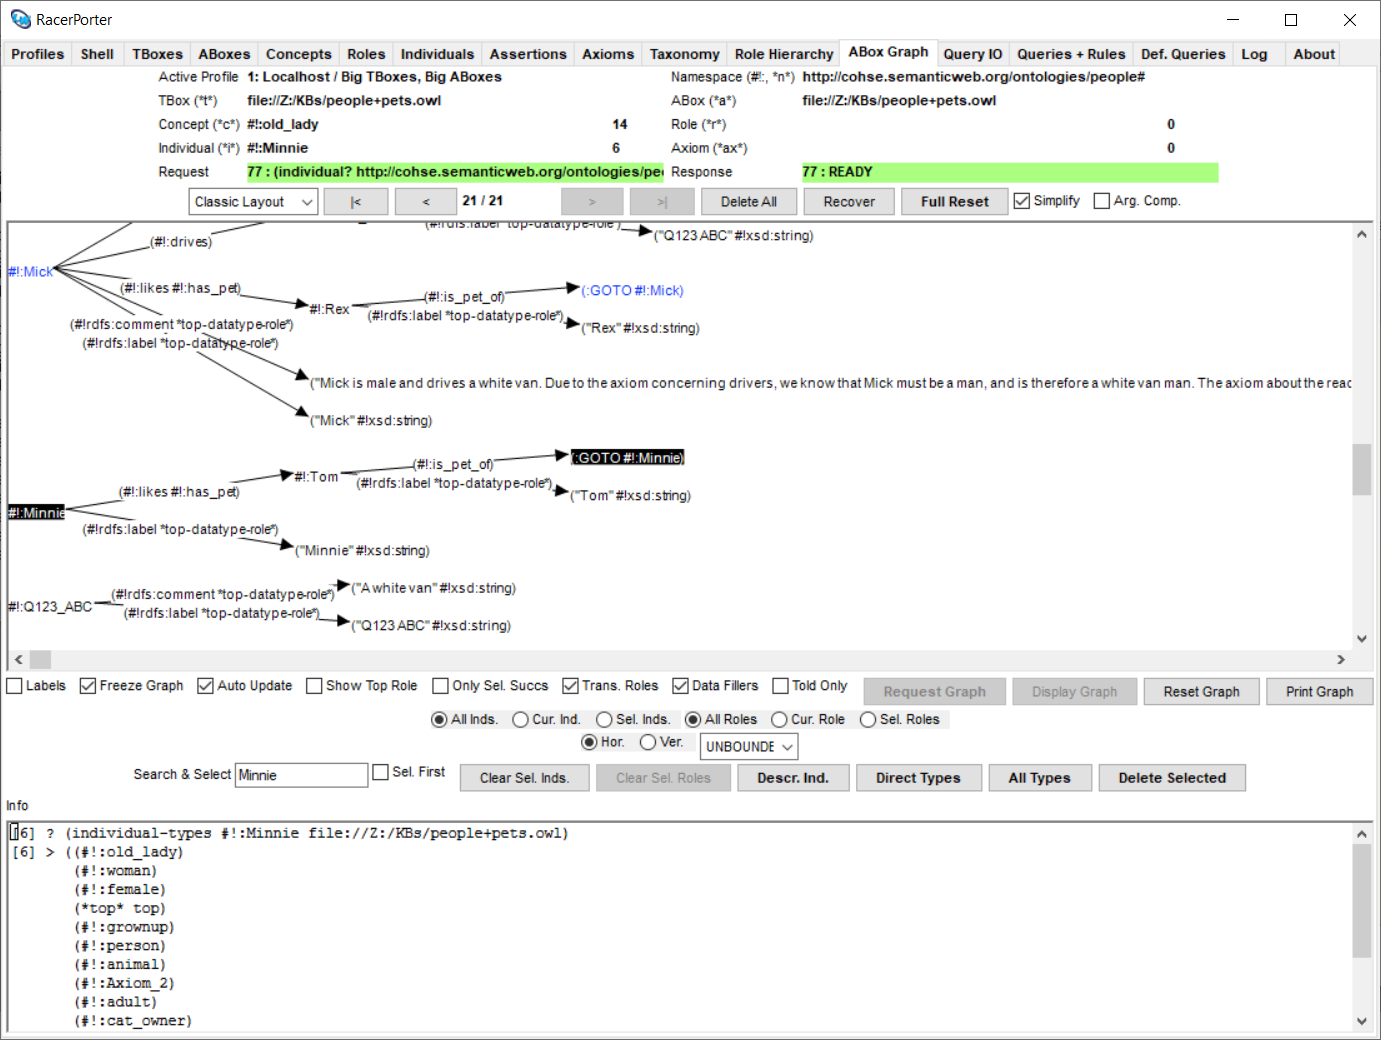 RacerPorter
Profiles Shell TBoxes ABoxes Concepts Roles Individuals Assertions Axioms Taxonomy Role Hierarchy ABox Graph Query IO Queries + Rules Def. Queries Log About
Active Profile 1: Localhost / Big TBoxes, Big ABoxes Namespace (#!:, *n*) http://cohse.semanticweb.org/ontologies/people#
TBox (*t*) file://Z:/KBs/people+pets.owl ABox (*a*) file://Z:/KBs/people+pets.owl
Concept (*c*) #!:old_lady 14 Role (*r*) 0
Individual (*i*) #!:Minnie 6 Axiom (*ax*) 0
Request 77 : (individual? http://cohse.semanticweb.org/ontologies/peo Response 77 : READY
Classic Layout |< < 21 / 21 > >| Delete All Recover Full Reset Simplify Arg. Comp.
(#!rdfs:label *top-datatype-role*)
("Q123 ABC" #!xsd:string)
(#!:drives)
#!:Mick
(#!:likes #!:has_pet)
(#!:is_pet_of)
(:GOTO #!:Mick)
#!:Rex
(#!rdfs:label *top-datatype-role*)
("Rex" #!xsd:string)
(#!rdfs:comment *top-datatype-role*)
(#!rdfs:label *top-datatype-role*)
("Mick is male and drives a white van. Due to the axiom concerning drivers, we know that Mick must be a man, and is therefore a white van man. The axiom about the reac
("Mick" #!xsd:string)
(:GOTO #!:Minnie)
(#!:is_pet_of)
#!:Tom
(#!rdfs:label *top-datatype-role*)
("Tom" #!xsd:string)
(#!:likes #!:has_pet)
#!:Minnie
(#!rdfs:label *top-datatype-role*)
("Minnie" #!xsd:string)
("A white van" #!xsd:string)
(#!rdfs:comment *top-datatype-role*)
#!:Q123_ABC
(#!rdfs:label *top-datatype-role*)
("Q123 ABC" #!xsd:string)
Labels Freeze Graph Auto Update Show Top Role Only Sel. Succs Trans. Roles Data Fillers Told Only Request Graph Display Graph Reset Graph Print Graph
All Inds. Cur. Ind. Sel. Inds. All Roles Cur. Role Sel. Roles
Hor. Ver. UNBOUNDE
Search & Select Minnie Sel. First Clear Sel. Inds. Clear Sel. Roles Descr. Ind. Direct Types All Types Delete Selected
Info
[6] ? (individual-types #!:Minnie file://Z:/KBs/people+pets.owl)
[6] > ((#!:old_lady)
(#!:woman)
(#!:female)
(*top* top)
(#!:grownup)
(#!:person)
(#!:animal)
(#!:Axiom_2)
(#!:adult)
(#!:cat_owner)